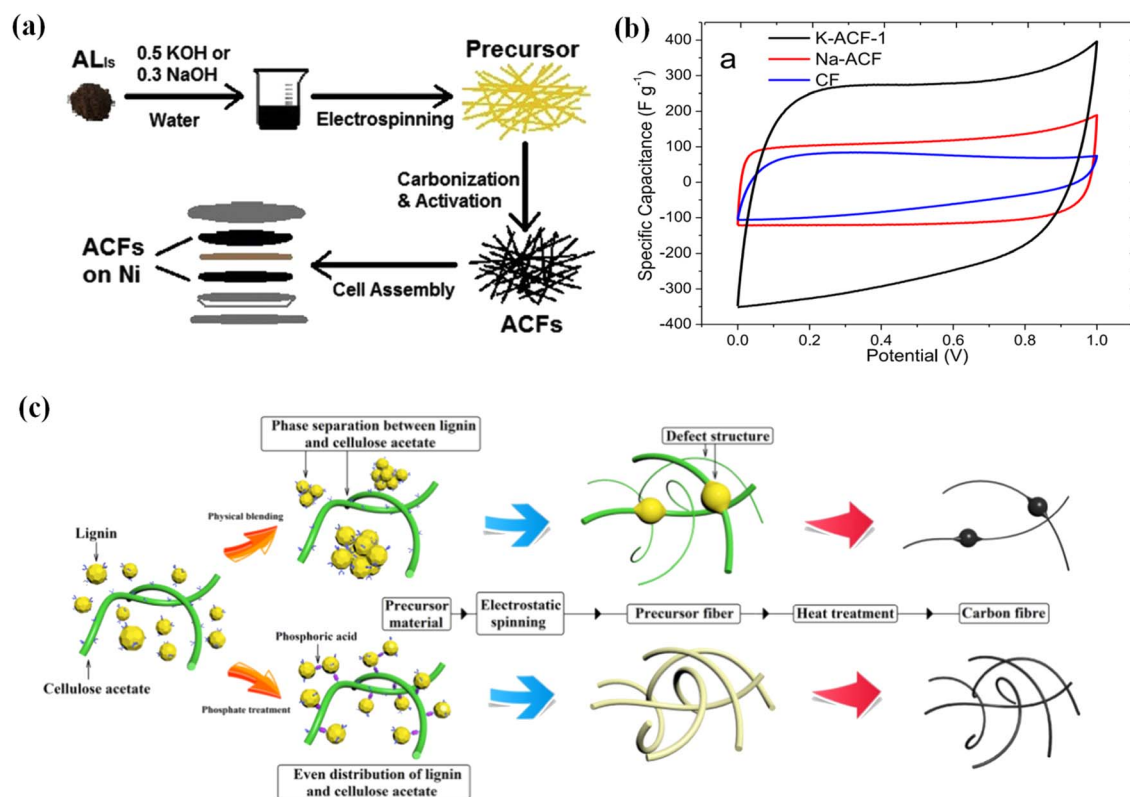 (a)
AL_IS
0.5 KOH or
0.3 NaOH
Water
Electrospinning
Precursor
Carbonization
& Activation
ACFs
on Ni
Cell Assembly
ACFs
(b)
a
K-ACF-1
Na-ACF
CF
Specific Capacitance (F g⁻¹)
400
300
200
100
0
-100
-200
-300
-400
0.0 0.2 0.4 0.6 0.8 1.0
Potential (V)
(c)
Phase separation between lignin
and cellulose acetate
Defect structure
Physical blending
Lignin
Precursor
material
Electrostatic
spinning
Precursor fiber
Heat treatment
Carbon fibre
Phosphoric acid
Cellulose acetate
Phosphate treatment
Even distribution of lignin
and cellulose acetate